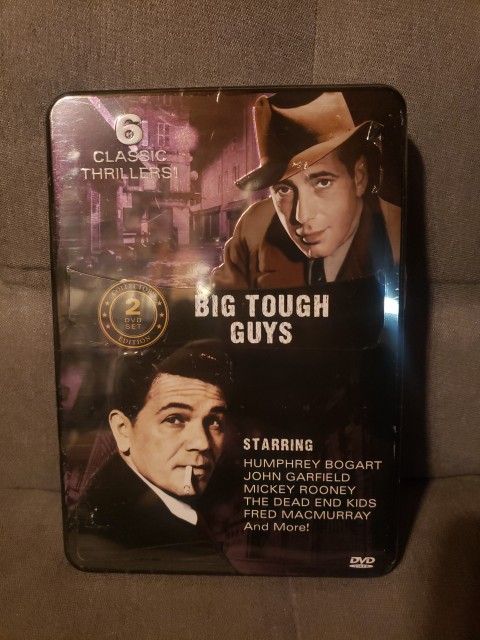 6
CLASSIC
THRILLERS!
COLLECTOR'S
2
DVD
SET
EDITION
BIG TOUGH
GUYS
STARRING
HUMPHREY BOGART
JOHN GARFIELD
MICKEY ROONEY
THE DEAD END KIDS
FRED MACMURRAY
And More!
DVD
VIDEO